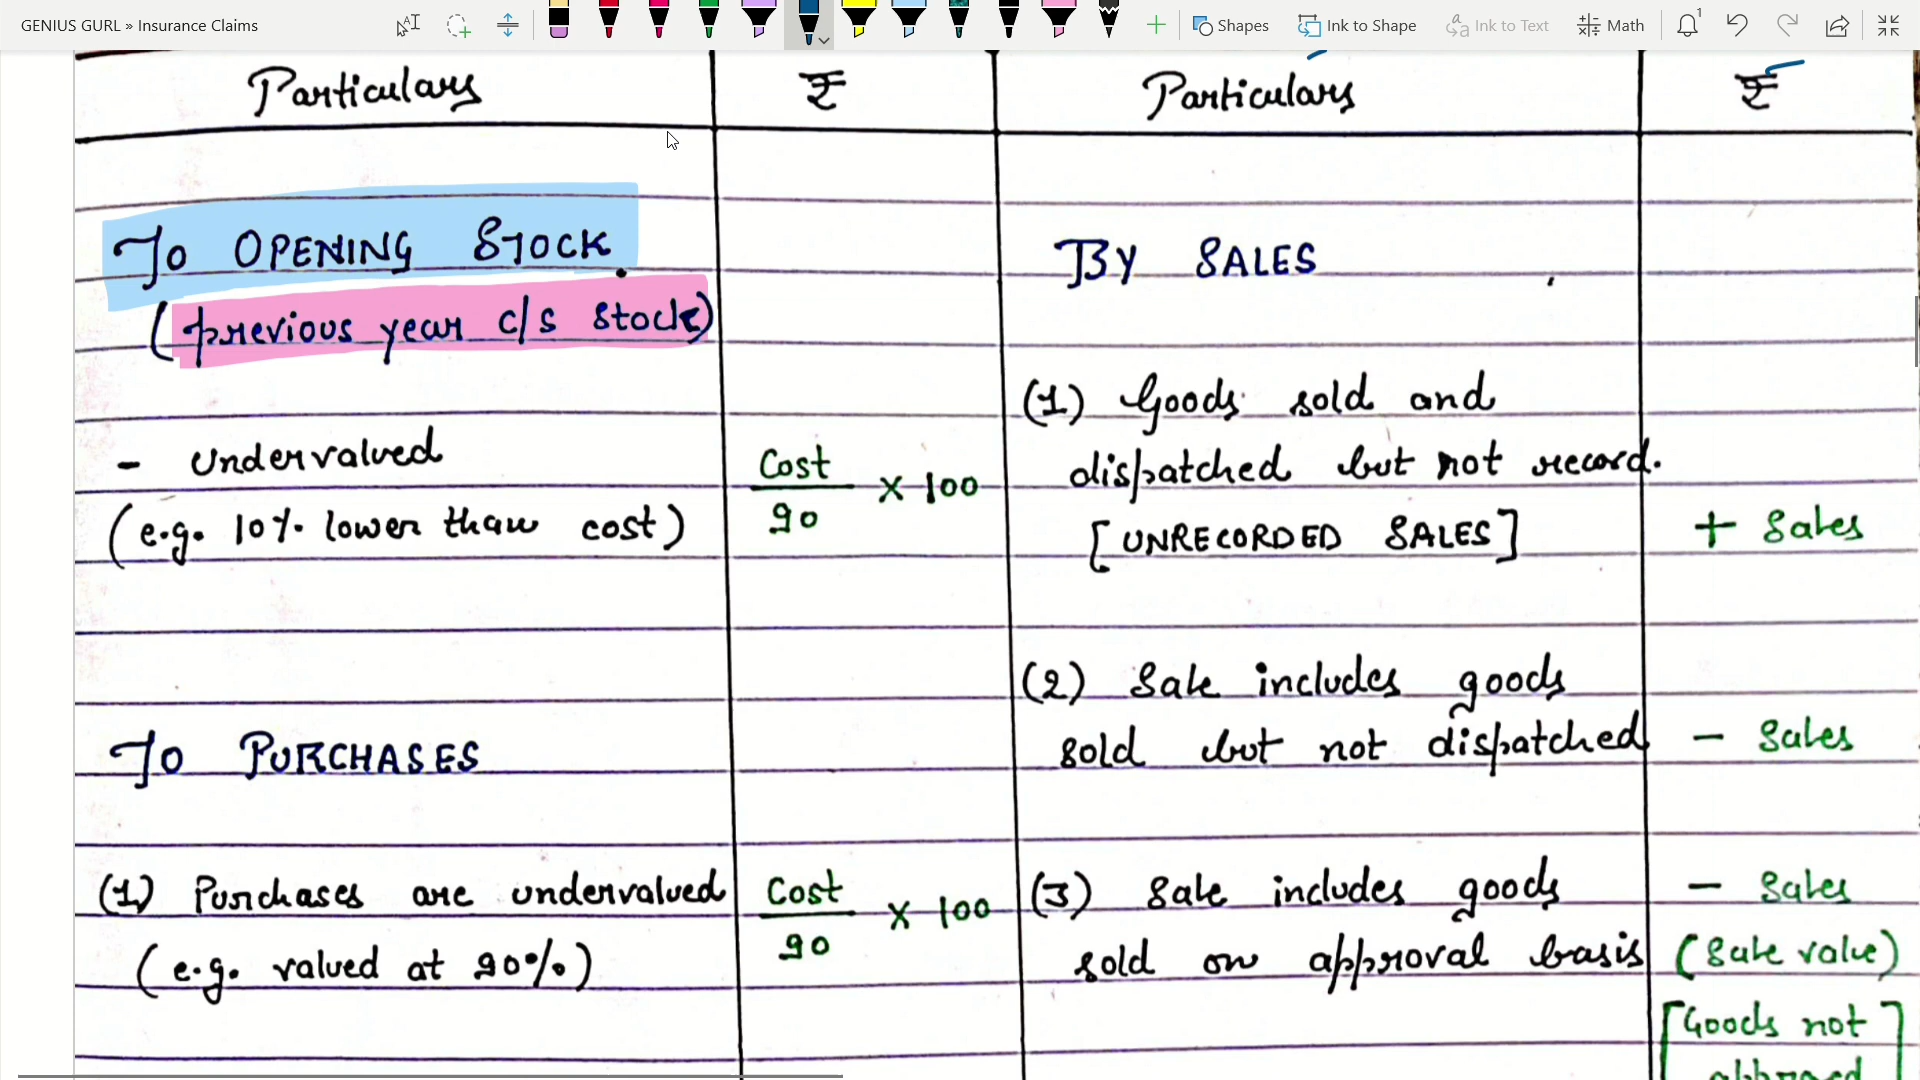 GENIUS GURL » Insurance Claims
Shapes
Ink to Shape
Ink to Text
Math
1
Particulars ₹ Particulars ₹
To OPENING STOCK.
(previous year c/s stock)
- undervalued
(e.g. 10% lower than cost)
Cost
90
× 100
To PURCHASES
(1) Purchases are undervalued
(e.g. valued at 90%)
Cost
90
× 100
BY SALES
(1) Goods sold and
dispatched but not record.
[UNRECORDED SALES]
+ Sales
(2) Sale includes goods
sold but not dispatched
- Sales
(3) Sale includes goods
sold on approval basis
- Sales
(Sale value)
[Goods not]